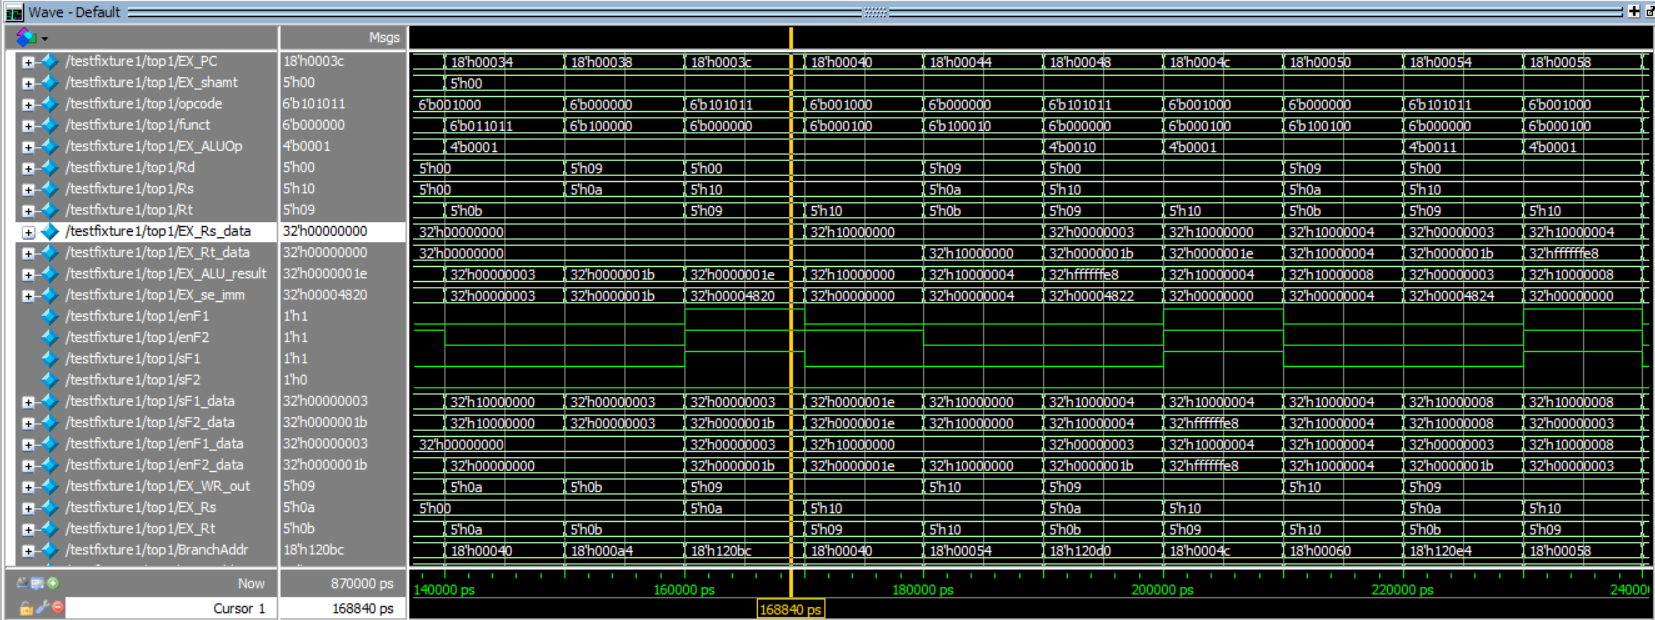 Wave - Default
Msgs
/testfixture1/top1/EX_PC 18'h0003c 18'h00034 18'h00038 18'h0003c 18'h00040 18'h00044 18'h00048 18'h0004c 18'h00050 18'h00054 18'h00058
/testfixture1/top1/EX_shamt 5'h00 5'h00
/testfixture1/top1/opcode 6'b101011 6'b001000 6'b000000 6'b101011 6'b001000 6'b000000 6'b101011 6'b001000 6'b000000 6'b101011 6'b001000
/testfixture1/top1/funct 6'b000000 6'b011011 6'b100000 6'b000000 6'b000100 6'b100010 6'b000000 6'b000100 6'b100100 6'b000000 6'b000100
/testfixture1/top1/EX_ALUOp 4'b0001 4'b0001 4'b0010 4'b0001 4'b0011 4'b0001
/testfixture1/top1/Rd 5'h00 5'h00 5'h09 5'h00 5'h09 5'h00 5'h09 5'h00
/testfixture1/top1/Rs 5'h10 5'h00 5'h0a 5'h10 5'h0a 5'h10 5'h0a 5'h10
/testfixture1/top1/Rt 5'h09 5'h0b 5'h09 5'h10 5'h0b 5'h09 5'h10 5'h0b 5'h09 5'h10
/testfixture1/top1/EX_Rs_data 32'h00000000 32'h00000000 32'h10000000 32'h00000003 32'h10000000 32'h10000004 32'h00000003 32'h10000004
/testfixture1/top1/EX_Rt_data 32'h00000000 32'h00000000 32'h10000000 32'h0000001b 32'h0000001e 32'h10000004 32'h0000001b 32'hffffffe8
/testfixture1/top1/EX_ALU_result 32'h0000001e 32'h00000003 32'h0000001b 32'h0000001e 32'h10000000 32'h10000004 32'hffffffe8 32'h10000004 32'h10000008 32'h00000003 32'h10000008
/testfixture1/top1/EX_se_imm 32'h00004820 32'h00000003 32'h0000001b 32'h00004820 32'h00000000 32'h00000004 32'h00004822 32'h00000000 32'h00000004 32'h00004824 32'h00000000
/testfixture1/top1/enF1 1'h1
/testfixture1/top1/enF2 1'h1
/testfixture1/top1/sF1 1'h1
/testfixture1/top1/sF2 1'h0
/testfixture1/top1/sF1_data 32'h00000003 32'h10000000 32'h00000003 32'h00000003 32'h0000001e 32'h10000000 32'h10000004 32'h10000004 32'h10000004 32'h10000008 32'h10000008
/testfixture1/top1/sF2_data 32'h0000001b 32'h10000000 32'h00000003 32'h0000001b 32'h0000001e 32'h10000000 32'h10000004 32'hffffffe8 32'h10000004 32'h10000008 32'h00000003
/testfixture1/top1/enF1_data 32'h00000003 32'h00000000 32'h00000003 32'h10000000 32'h00000003 32'h10000004 32'h10000004 32'h00000003 32'h10000008
/testfixture1/top1/enF2_data 32'h0000001b 32'h00000000 32'h0000001b 32'h0000001e 32'h10000000 32'h0000001b 32'hffffffe8 32'h10000004 32'h0000001b 32'h00000003
/testfixture1/top1/EX_WR_out 5'h09 5'h0a 5'h0b 5'h09 5'h10 5'h09 5'h10 5'h09
/testfixture1/top1/EX_Rs 5'h0a 5'h00 5'h0a 5'h10 5'h0a 5'h10 5'h0a 5'h10
/testfixture1/top1/EX_Rt 5'h0b 5'h0a 5'h0b 5'h09 5'h10 5'h0b 5'h09 5'h10 5'h0b 5'h09
/testfixture1/top1/BranchAddr 18'h120bc 18'h00040 18'h000a4 18'h120bc 18'h00040 18'h00054 18'h120d0 18'h0004c 18'h00060 18'h120e4 18'h00058
Now 870000 ps 140000 ps 160000 ps 180000 ps 200000 ps 220000 ps 24000
Cursor 1 168840 ps 168840 ps